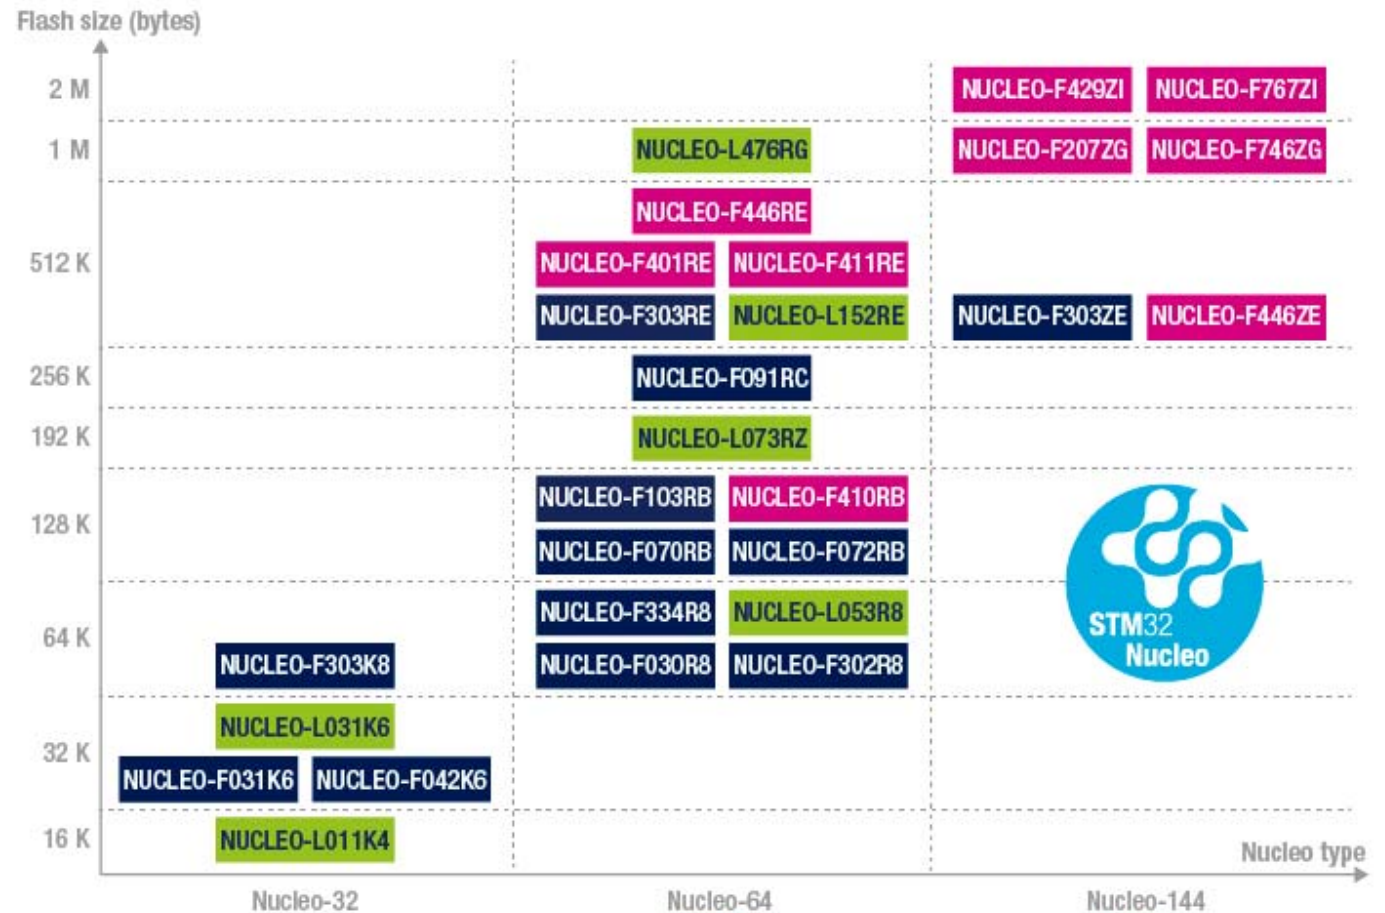 Flash size (bytes)
2 M
NUCLEO-F429ZI NUCLEO-F767ZI
1 M
NUCLEO-L476RG NUCLEO-F207ZG NUCLEO-F746ZG
NUCLEO-F446RE
512 K
NUCLEO-F401RE NUCLEO-F411RE
NUCLEO-F303RE NUCLEO-L152RE NUCLEO-F303ZE NUCLEO-F446ZE
256 K
NUCLEO-F091RC
192 K
NUCLEO-L073RZ
NUCLEO-F103RB NUCLEO-F410RB
128 K
NUCLEO-F070RB NUCLEO-F072RB
NUCLEO-F334R8 NUCLEO-L053R8
64 K
STM32
Nucleo
NUCLEO-F303K8 NUCLEO-F030R8 NUCLEO-F302R8
NUCLEO-L031K6
32 K
NUCLEO-F031K6 NUCLEO-F042K6
16 K
NUCLEO-L011K4
Nucleo type
Nucleo-32 Nucleo-64 Nucleo-144